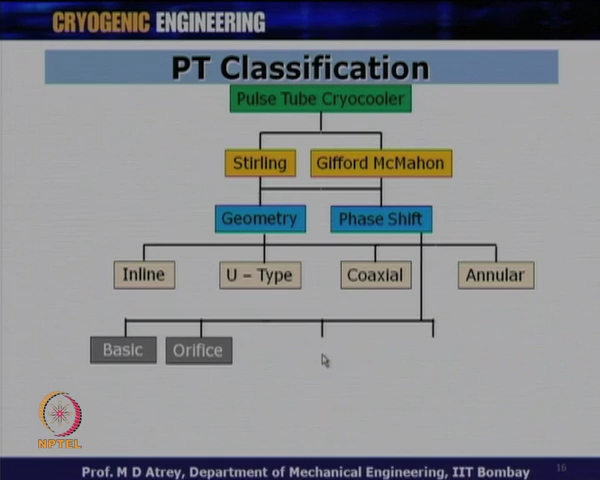 CRYOGENIC ENGINEERING
PT Classification
Pulse Tube Cryocooler
Stirling
Gifford McMahon
Geometry
Phase Shift
Inline
U – Type
Coaxial
Annular
Basic
Orifice
NPTEL
Prof. M D Atrey, Department of Mechanical Engineering, IIT Bombay
16